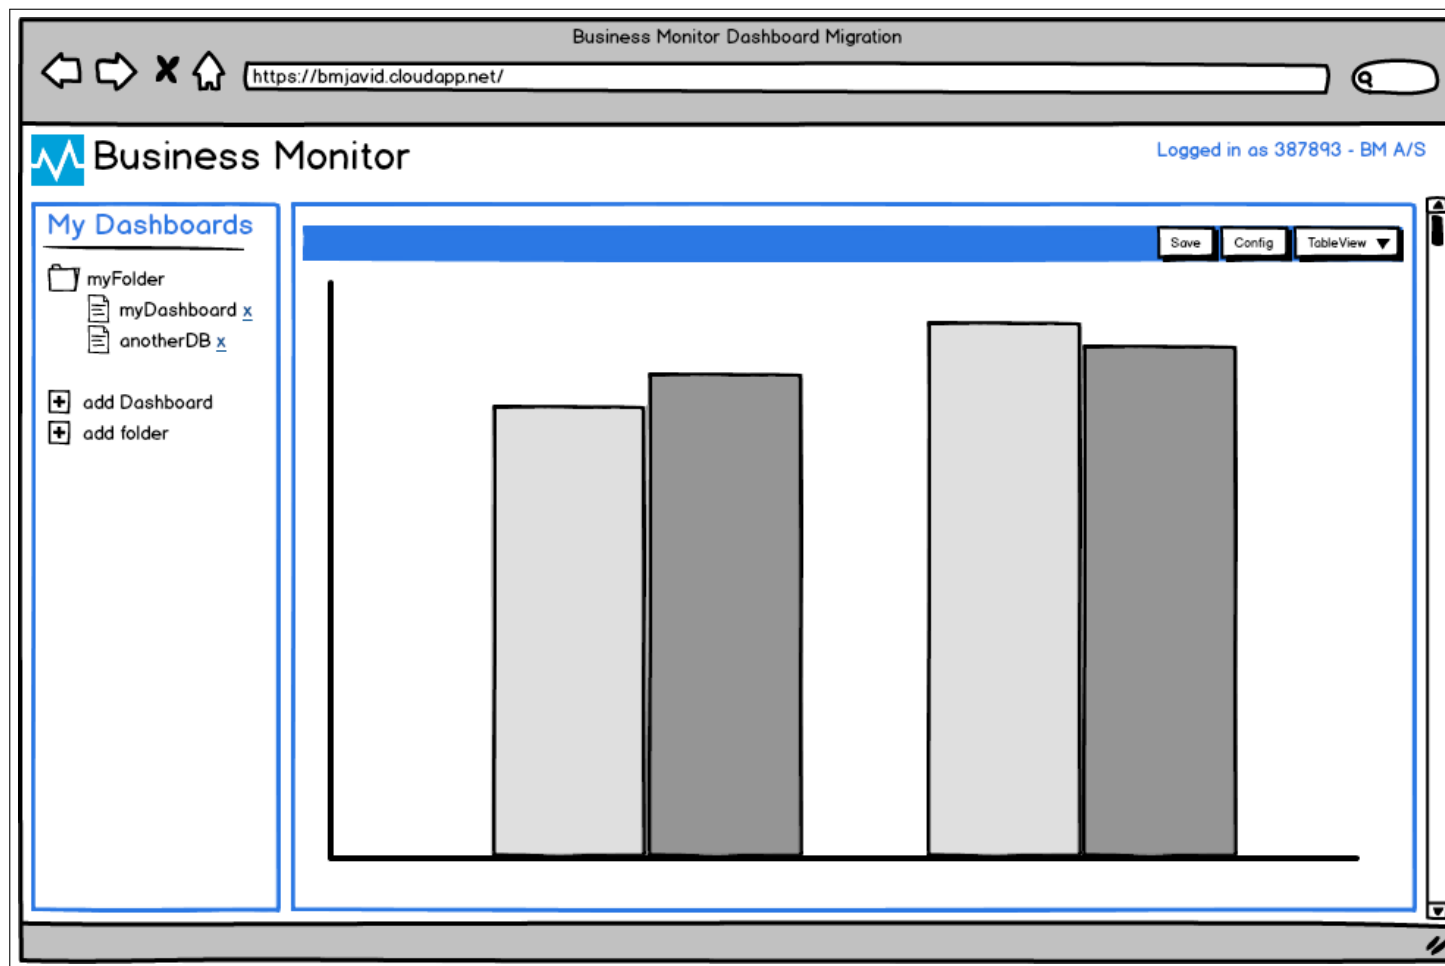 Business Monitor Dashboard Migration
https://bmjavid.cloudapp.net/
Business Monitor
Logged in as 387893 - BM A/S
My Dashboards
myFolder
myDashboard x
anotherDB x
add Dashboard
add folder
Save Config TableView